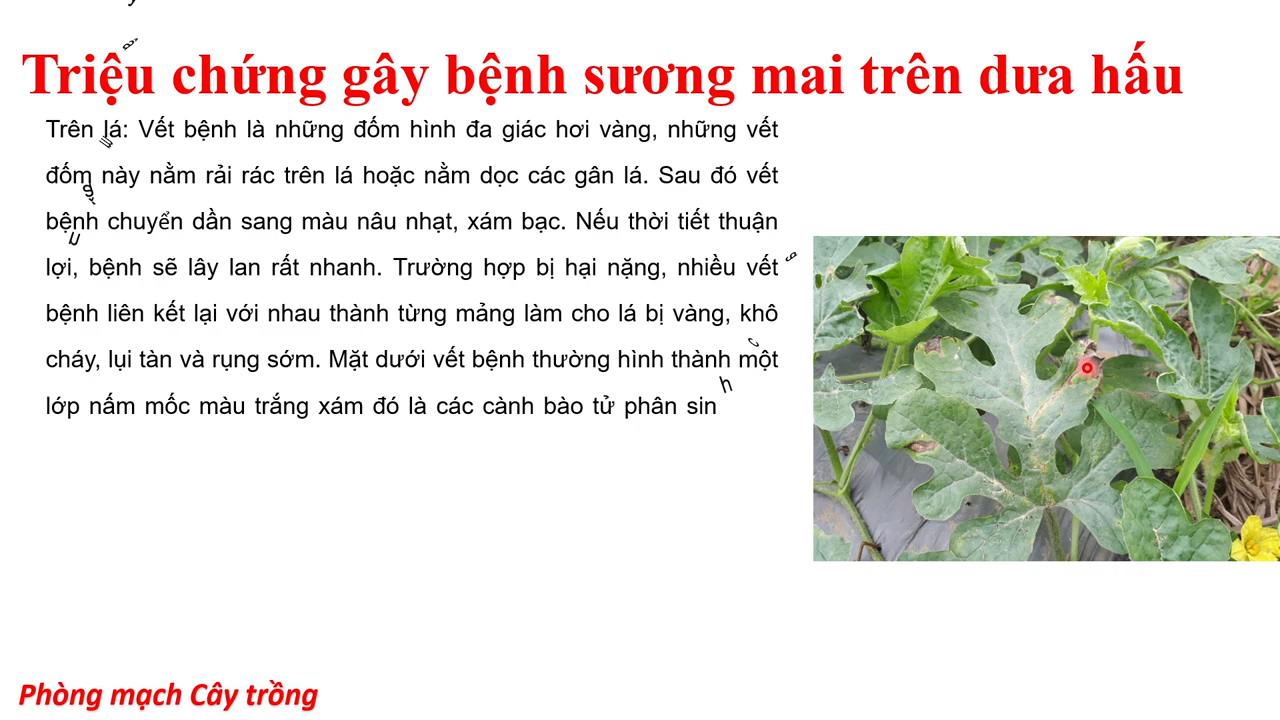 Triệu chứng gây bệnh sương mai trên dưa hấu
Trên lá: Vết bệnh là những đốm hình đa giác hơi vàng, những vết
đốm này nằm rải rác trên lá hoặc nằm dọc các gân lá. Sau đó vết
bệnh chuyển dần sang màu nâu nhạt, xám bạc. Nếu thời tiết thuận
lợi, bệnh sẽ lây lan rất nhanh. Trường hợp bị hại nặng, nhiều vết
bệnh liên kết lại với nhau thành từng mảng làm cho lá bị vàng, khô
cháy, lụi tàn và rụng sớm. Mặt dưới vết bệnh thường hình thành một
lớp nấm mốc màu trắng xám đó là các cành bào tử phân sinh
Phòng mạch Cây trồng